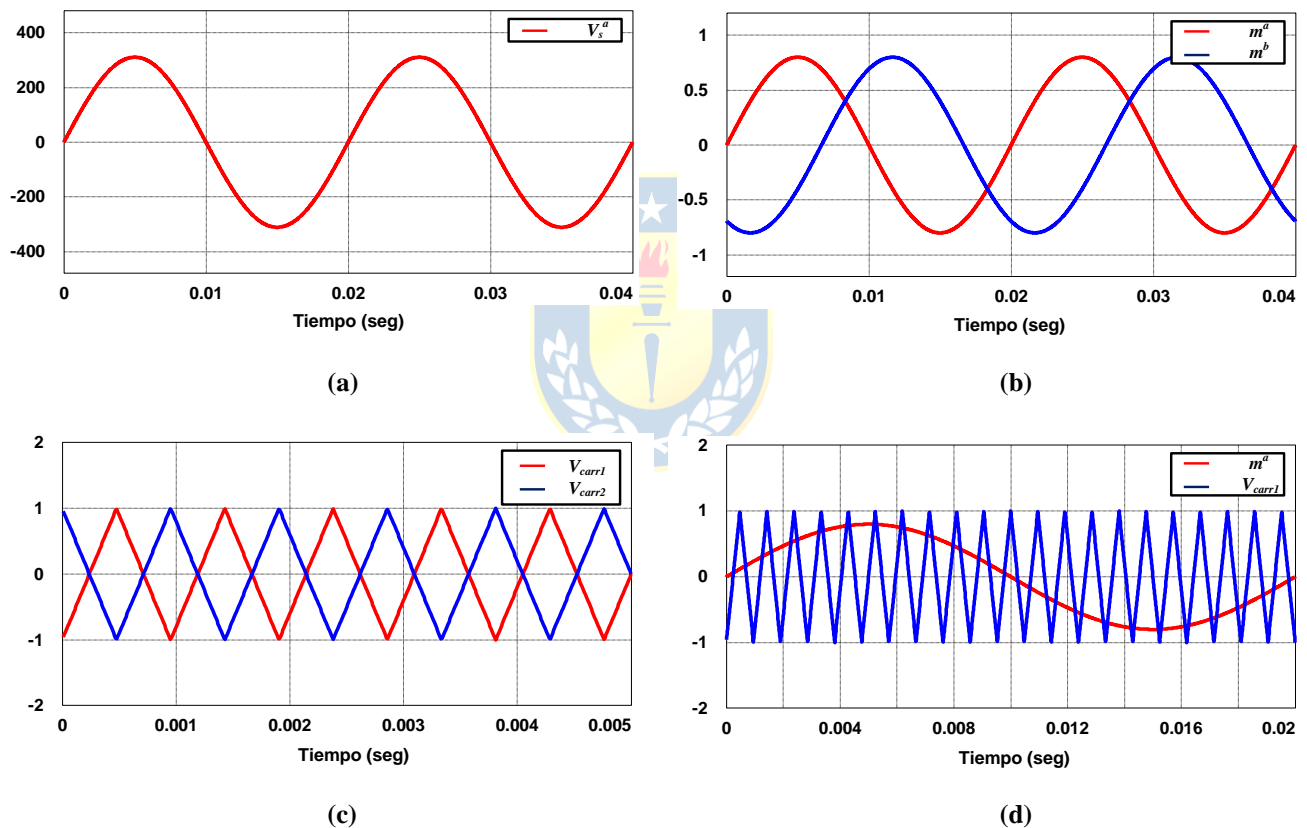 400
200
0
-200
-400
V_s^a
0
0.01
0.02
0.03
0.04
Tiempo (seg)
(a)
1
0.5
0
-0.5
-1
m^a
m^b
0
0.01
0.02
0.03
0.04
Tiempo (seg)
(b)
2
1
0
-1
-2
V_carr1
V_carr2
0
0.001
0.002
0.003
0.004
0.005
Tiempo (seg)
(c)
2
1
0
-1
-2
m^a
V_carr1
0
0.004
0.008
0.012
0.016
0.02
Tiempo (seg)
(d)